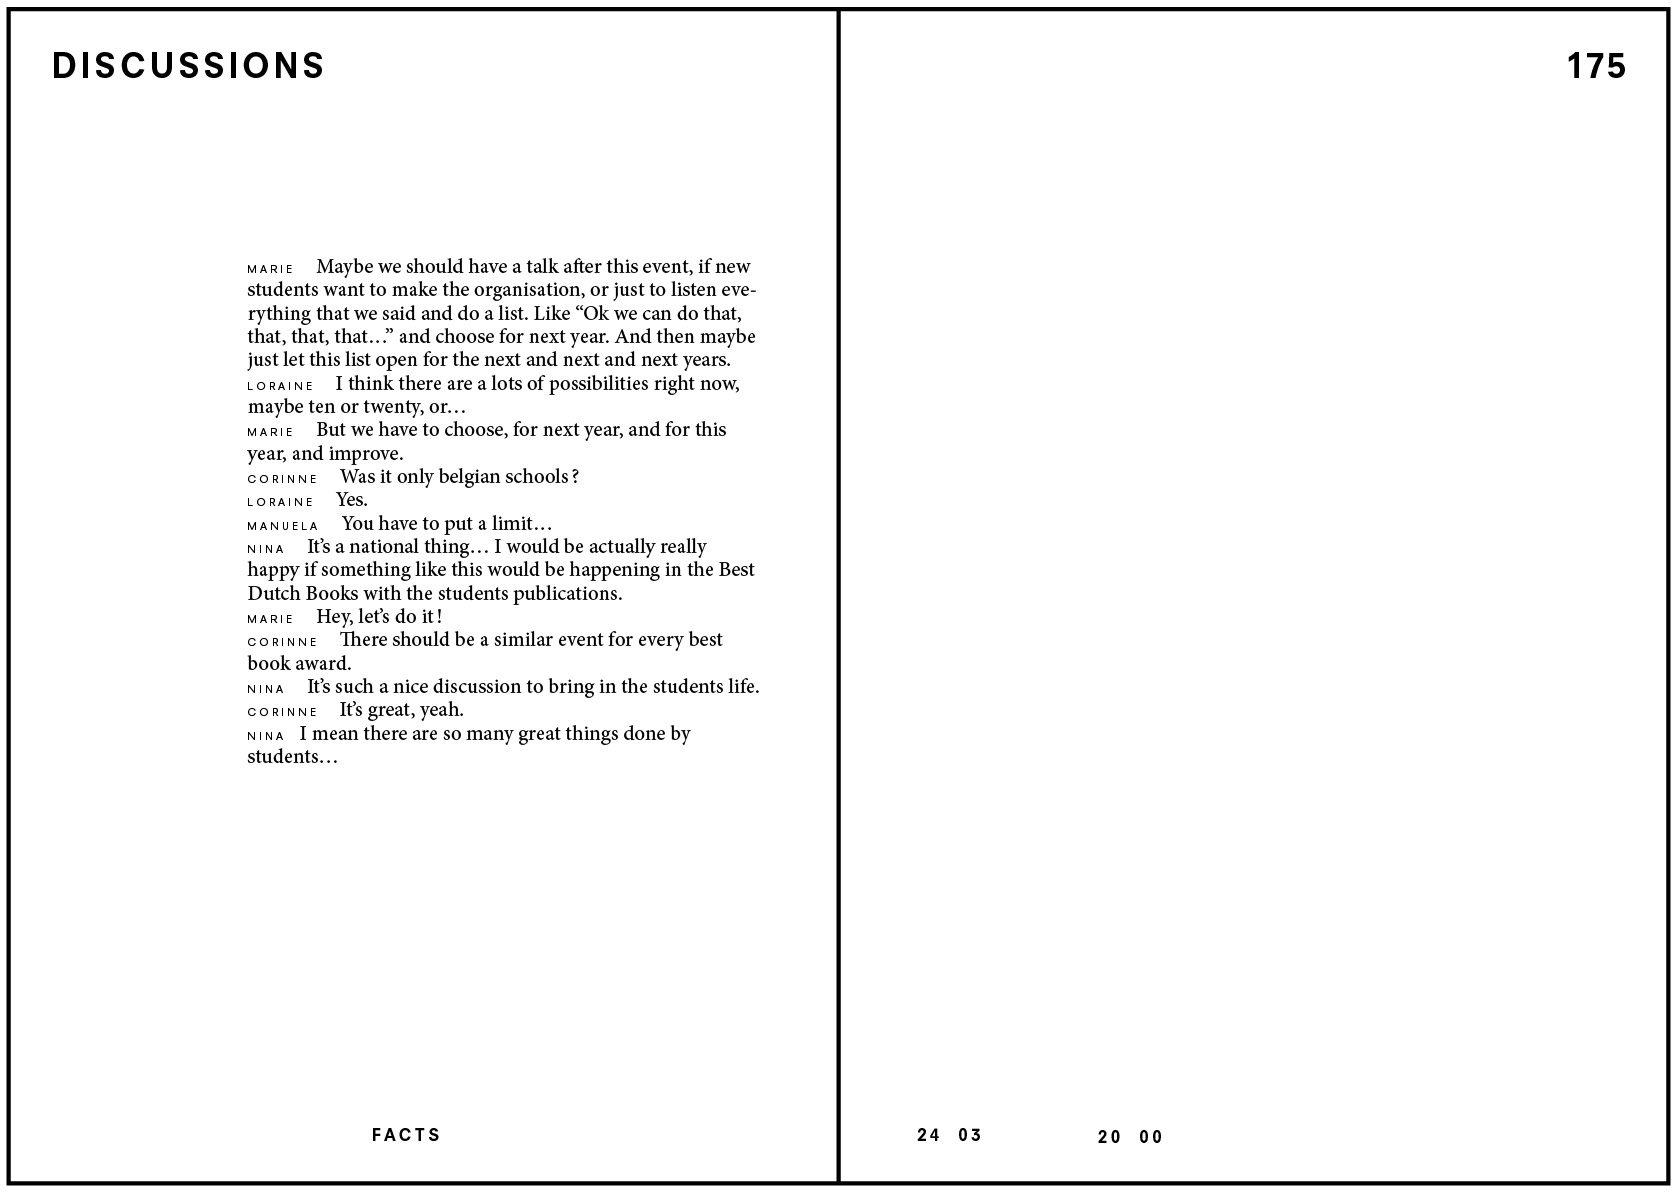 DISCUSSIONS
175
MARIE Maybe we should have a talk after this event, if new
students want to make the organisation, or just to listen eve-
rything that we said and do a list. Like “Ok we can do that,
that, that, that…” and choose for next year. And then maybe
just let this list open for the next and next and next years.
LORAINE I think there are a lots of possibilities right now,
maybe ten or twenty, or…
MARIE But we have to choose, for next year, and for this
year, and improve.
CORINNE Was it only belgian schools ?
LORAINE Yes.
MANUELA You have to put a limit…
NINA It’s a national thing… I would be actually really
happy if something like this would be happening in the Best
Dutch Books with the students publications.
MARIE Hey, let’s do it !
CORINNE There should be a similar event for every best
book award.
NINA It’s such a nice discussion to bring in the students life.
CORINNE It’s great, yeah.
NINA I mean there are so many great things done by
students…
FACTS
24 03
20 00